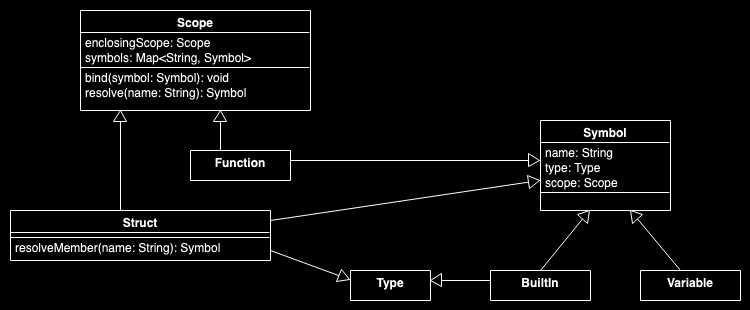 Scope
enclosingScope: Scope
symbols: Map<String, Symbol>
bind(symbol: Symbol): void
resolve(name: String): Symbol
Function
Symbol
name: String
type: Type
scope: Scope
Struct
resolveMember(name: String): Symbol
Type
BuiltIn
Variable